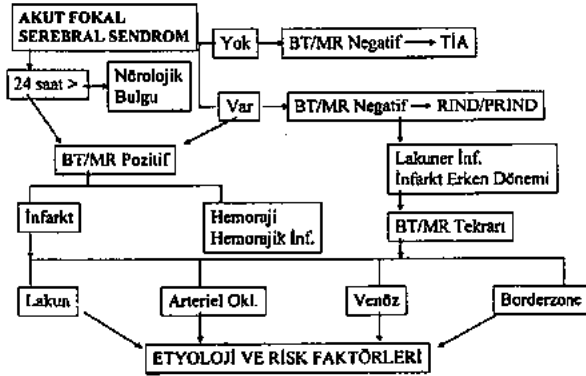 AKUT FOKAL
SEREBRAL SENDROM
Yok
BT/MR Negatif
TİA
24 saat >
Nörolojik
Bulgu
Var
BT/MR Negatif
RIND/PRIND
BT/MR Pozitif
Lakuner İnf.
İnfarkt Erken Dönemi
İnfarkt
Hemoraji
Hemorajik İnf.
BT/MR Tekrarı
Lakun
Arteriel Okl.
Venöz
Borderzone
ETYOLOJİ VE RİSK FAKTÖRLERİ